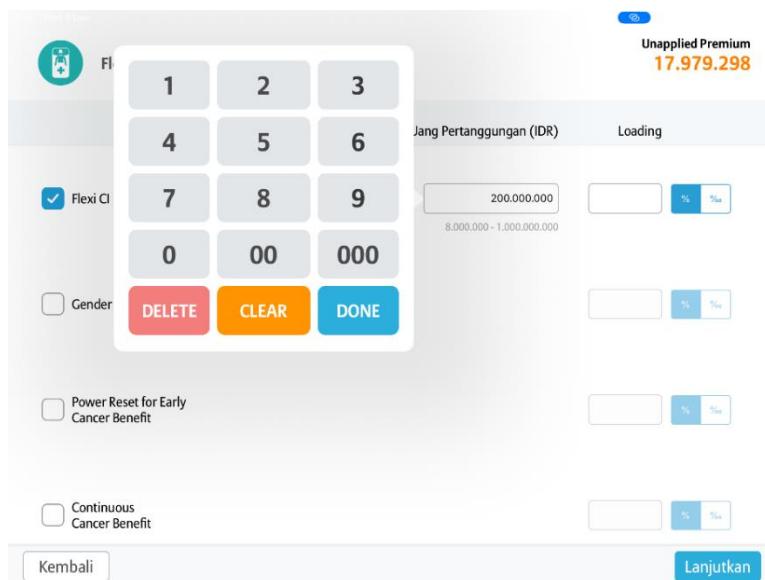 Unapplied Premium
17.979.298
Fl
1 2 3
4 5 6
7 8 9
0 00 000
DELETE CLEAR DONE
Jang Pertanggungan (IDR) Loading
Flexi CI 200.000.000 % ‰
8.000.000 - 1.000.000.000
Gender % ‰
Power Reset for Early
Cancer Benefit % ‰
Continuous
Cancer Benefit % ‰
Kembali Lanjutkan